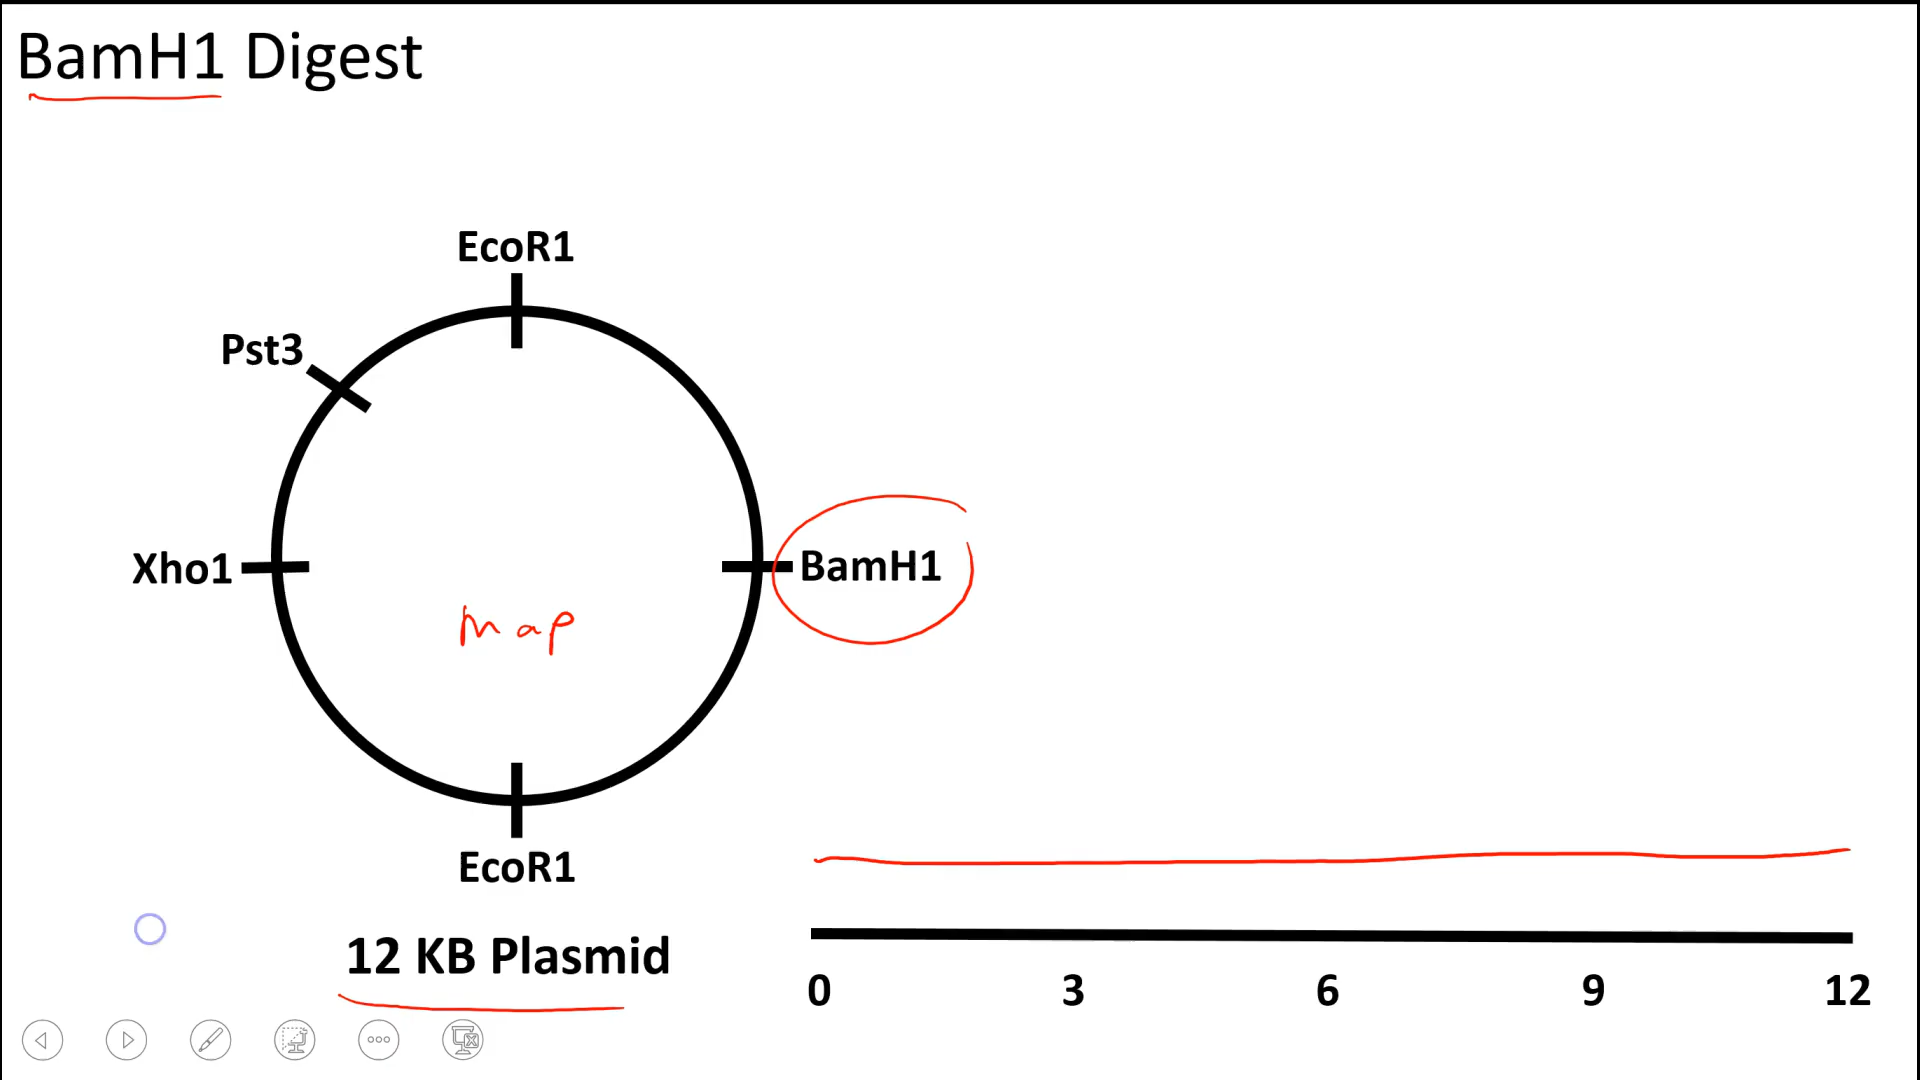 BamH1 Digest
EcoR1
Pst3
Xho1
BamH1
map
EcoR1
12 KB Plasmid
0 3 6 9 12